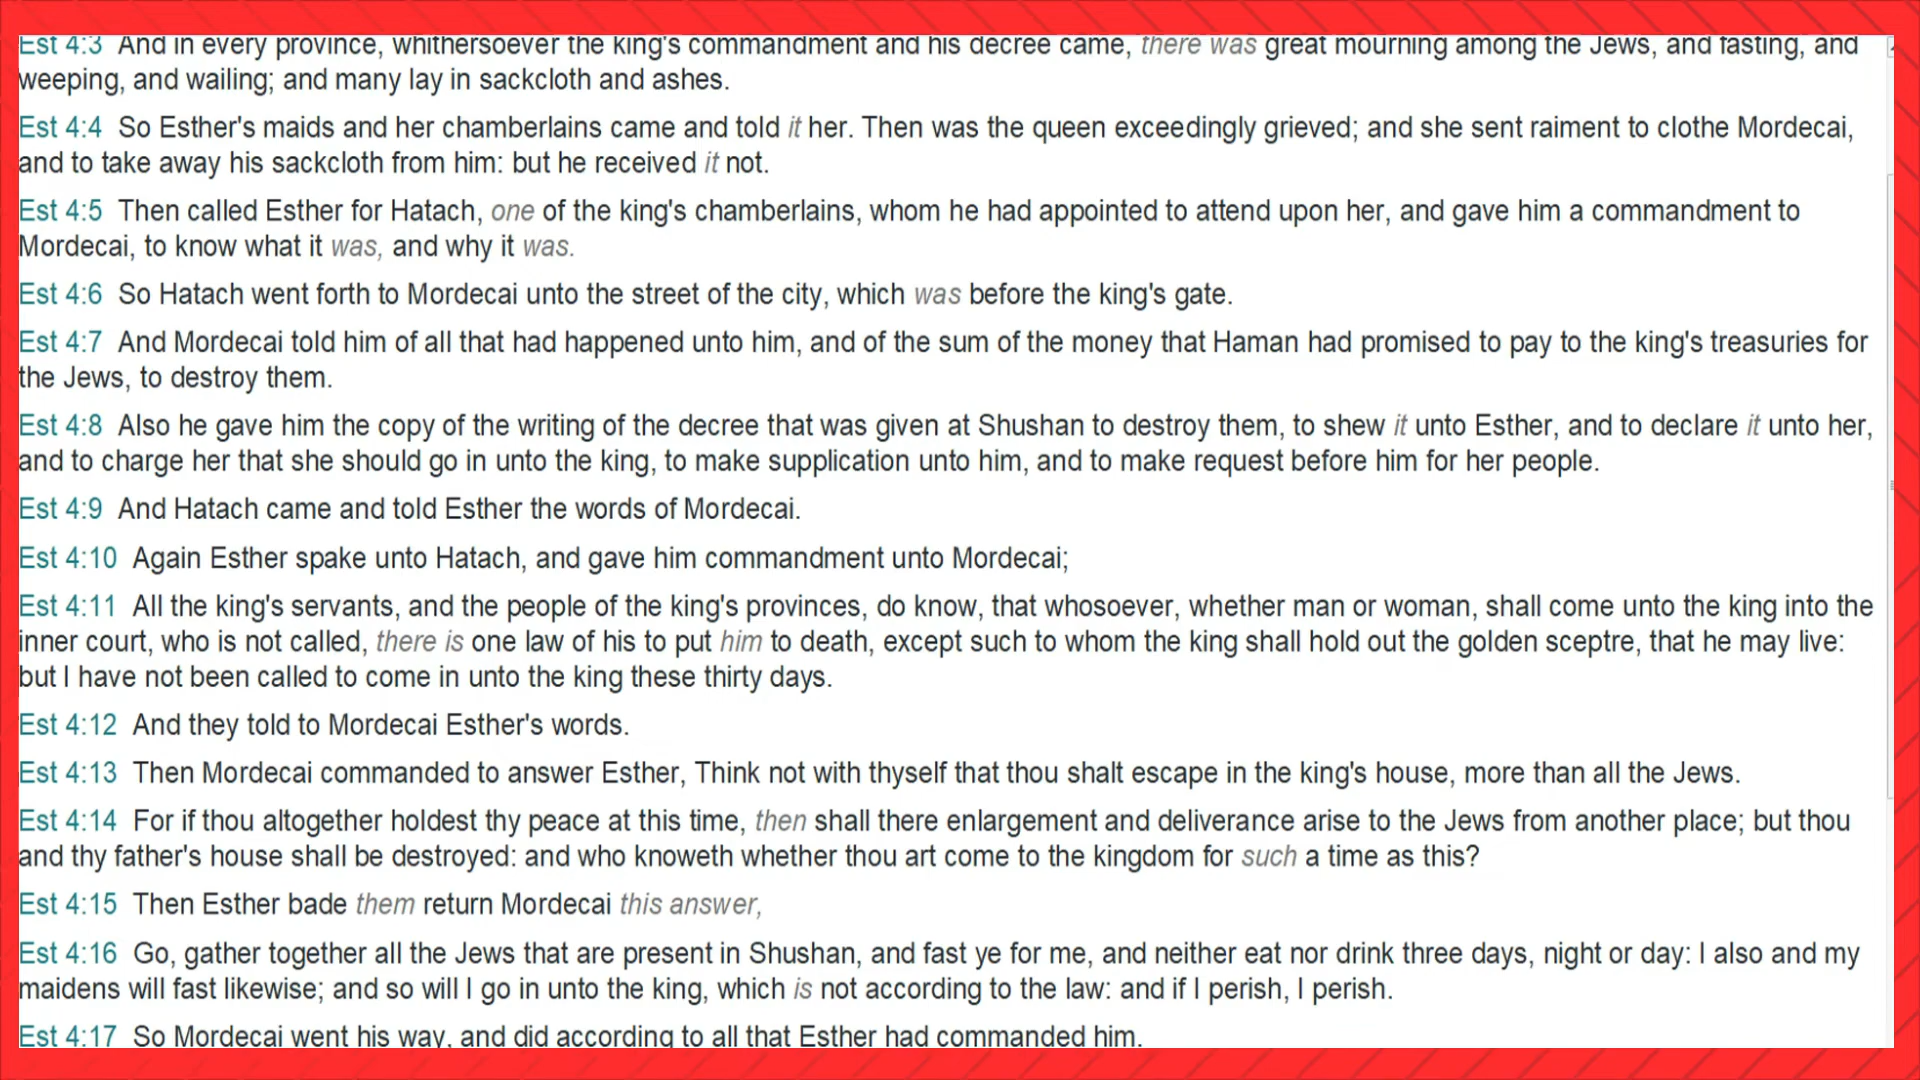 Est 4:3 And in every province, whithersoever the king's commandment and his decree came, there was great mourning among the Jews, and fasting, and
weeping, and wailing; and many lay in sackcloth and ashes.
Est 4:4 So Esther's maids and her chamberlains came and told it her. Then was the queen exceedingly grieved; and she sent raiment to clothe Mordecai,
and to take away his sackcloth from him: but he received it not.
Est 4:5 Then called Esther for Hatach, one of the king's chamberlains, whom he had appointed to attend upon her, and gave him a commandment to
Mordecai, to know what it was, and why it was.
Est 4:6 So Hatach went forth to Mordecai unto the street of the city, which was before the king's gate.
Est 4:7 And Mordecai told him of all that had happened unto him, and of the sum of the money that Haman had promised to pay to the king's treasuries for
the Jews, to destroy them.
Est 4:8 Also he gave him the copy of the writing of the decree that was given at Shushan to destroy them, to shew it unto Esther, and to declare it unto her,
and to charge her that she should go in unto the king, to make supplication unto him, and to make request before him for her people.
Est 4:9 And Hatach came and told Esther the words of Mordecai.
Est 4:10 Again Esther spake unto Hatach, and gave him commandment unto Mordecai;
Est 4:11 All the king's servants, and the people of the king's provinces, do know, that whosoever, whether man or woman, shall come unto the king into the
inner court, who is not called, there is one law of his to put him to death, except such to whom the king shall hold out the golden sceptre, that he may live:
but I have not been called to come in unto the king these thirty days.
Est 4:12 And they told to Mordecai Esther's words.
Est 4:13 Then Mordecai commanded to answer Esther, Think not with thyself that thou shalt escape in the king's house, more than all the Jews.
Est 4:14 For if thou altogether holdest thy peace at this time, then shall there enlargement and deliverance arise to the Jews from another place; but thou
and thy father's house shall be destroyed: and who knoweth whether thou art come to the kingdom for such a time as this?
Est 4:15 Then Esther bade them return Mordecai this answer,
Est 4:16 Go, gather together all the Jews that are present in Shushan, and fast ye for me, and neither eat nor drink three days, night or day: I also and my
maidens will fast likewise; and so will I go in unto the king, which is not according to the law: and if I perish, I perish.
Est 4:17 So Mordecai went his way, and did according to all that Esther had commanded him.